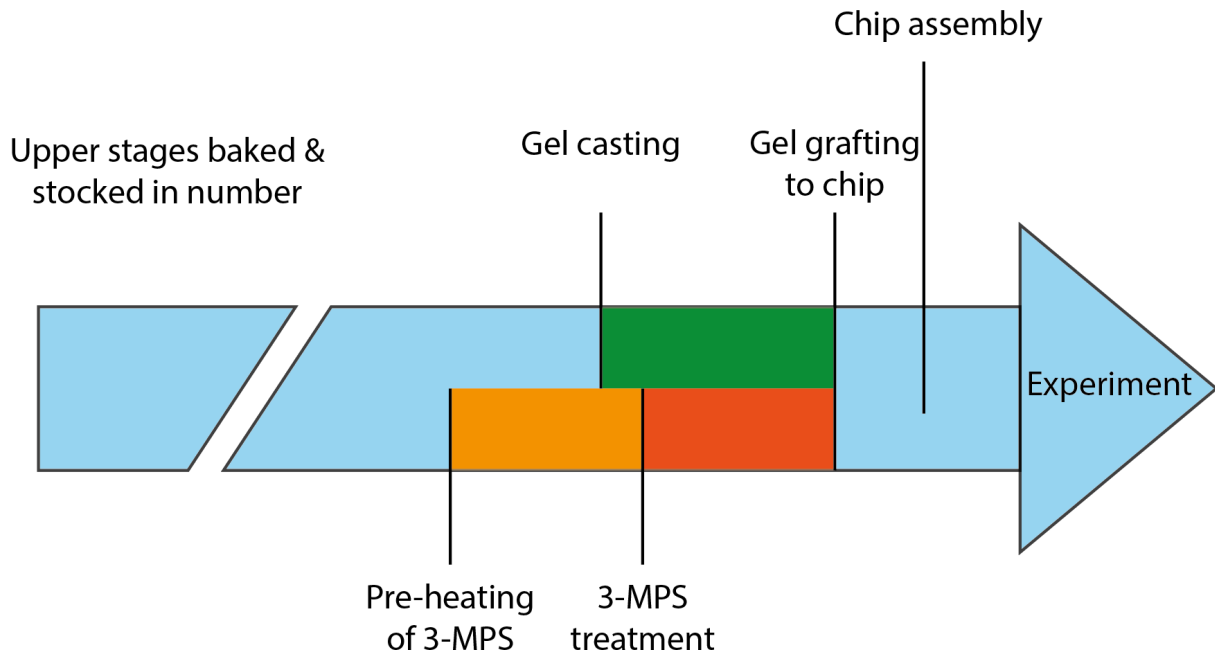 Chip assembly
Upper stages baked &
stocked in number
Gel casting
Gel grafting
to chip
Experiment
Pre-heating
of 3-MPS
3-MPS
treatment